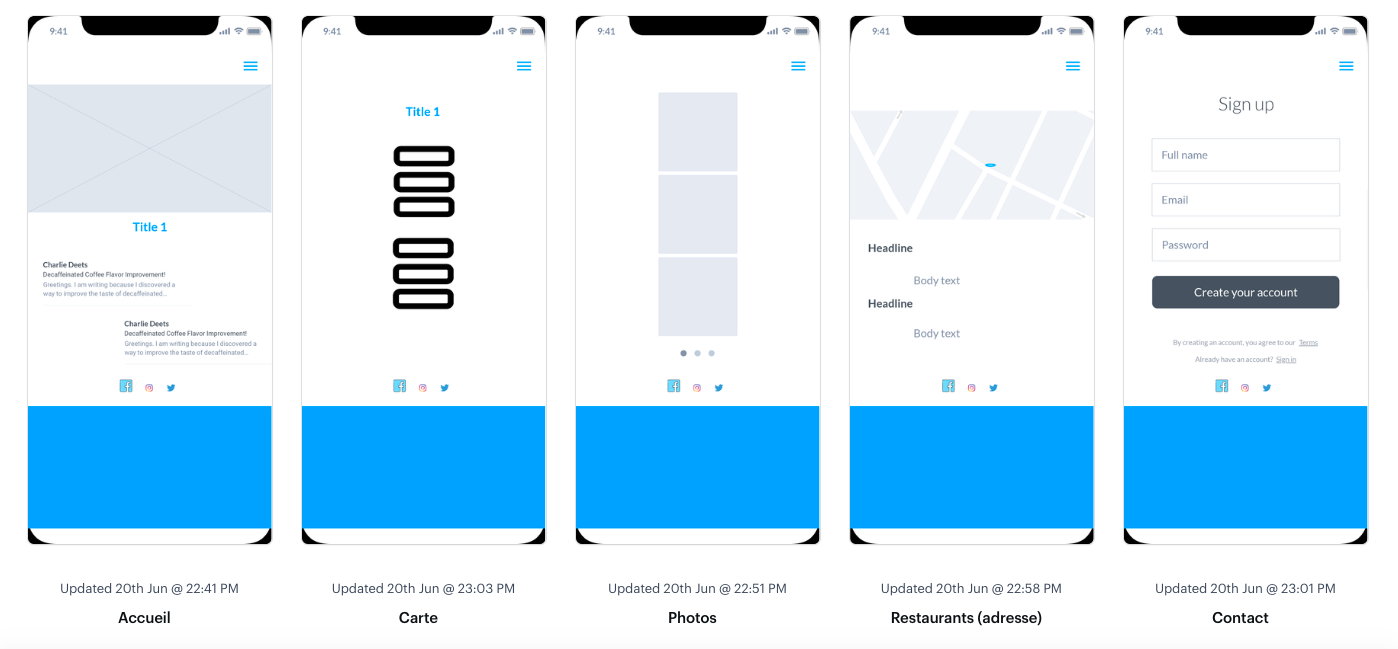 9:41
Title 1
Charlie Deets
Decaffeinated Coffee Flavor Improvement!
Greetings. I am writing because I discovered a
way to improve the taste of decaffeinated...
Charlie Deets
Decaffeinated Coffee Flavor Improvement!
Greetings. I am writing because I discovered a
way to improve the taste of decaffeinated...
Updated 20th Jun @ 22:41 PM
Accueil
9:41
Title 1
Updated 20th Jun @ 23:03 PM
Carte
9:41
Updated 20th Jun @ 22:51 PM
Photos
9:41
Headline
Body text
Headline
Body text
Updated 20th Jun @ 22:58 PM
Restaurants (adresse)
9:41
Sign up
Full name
Email
Password
Create your account
By creating an account, you agree to our Terms
Already have an account? Sign in
Updated 20th Jun @ 23:01 PM
Contact